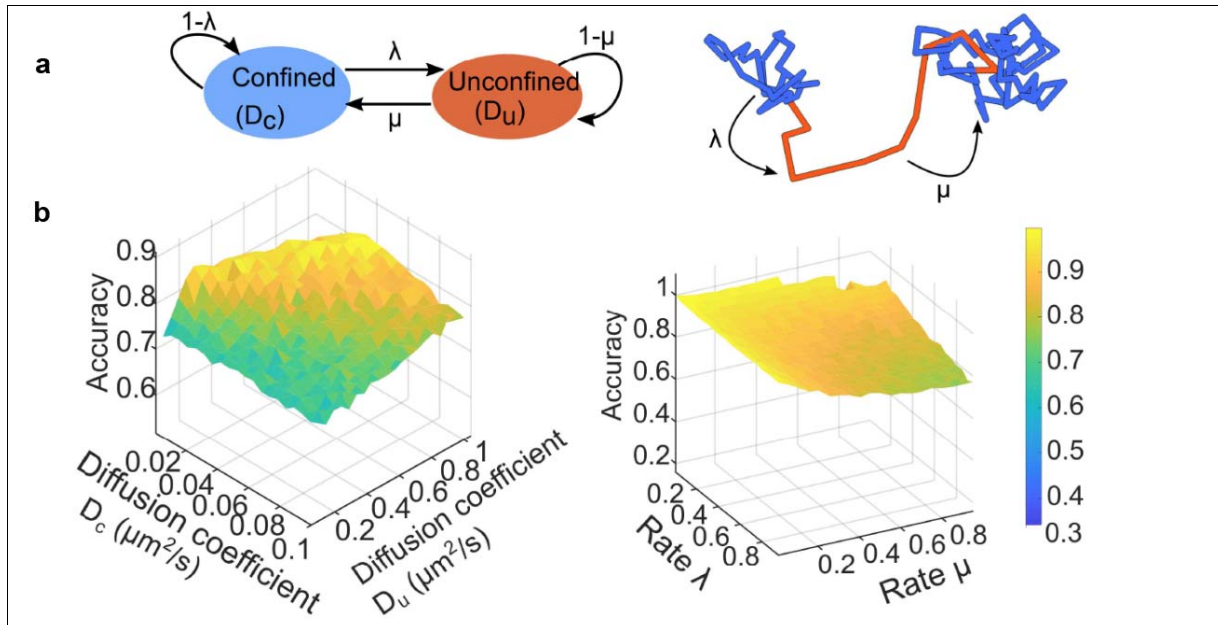 a
1-λ
Confined
(Dc)
λ
μ
Unconfined
(Du)
1-μ
λ
μ
b
Accuracy
0.9
0.8
0.7
0.6
0.02
0.04
0.06
0.08
0.1
Diffusion coefficient
Dc (μm²/s)
0.2
0.4
0.6
0.8
1
Diffusion coefficient
Du (μm²/s)
Accuracy
1
0.8
0.6
0.4
0.2
0.2
0.4
0.6
0.8
Rate λ
0.2
0.4
0.6
0.8
Rate μ
0.9
0.8
0.7
0.6
0.5
0.4
0.3